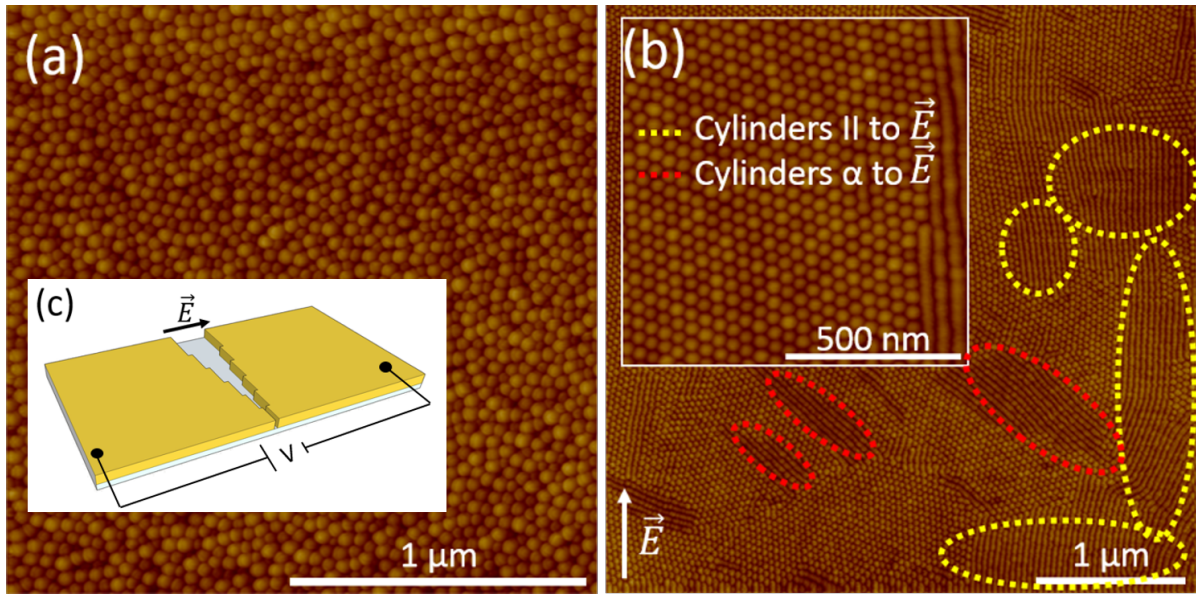 (a)
(c)
E⃗
V
1 µm
(b)
Cylinders II to E⃗
Cylinders α to E⃗
500 nm
E⃗
1 µm